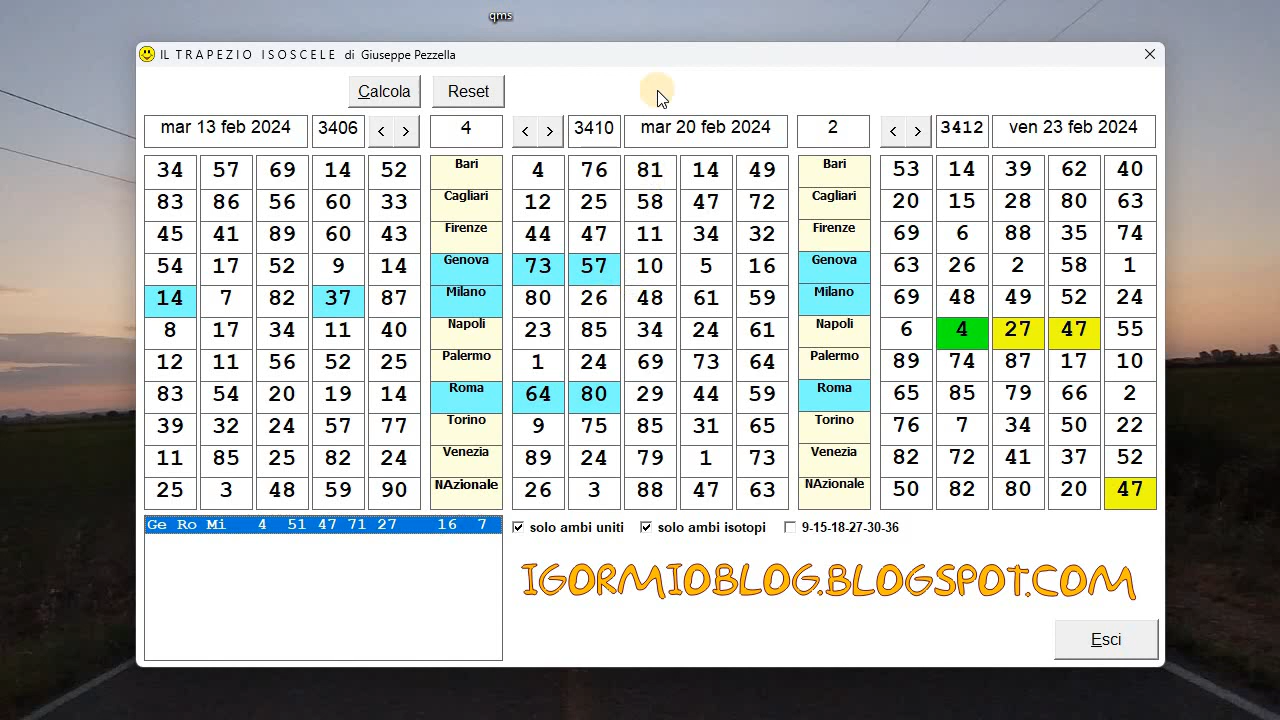 qms
IL TRAPEZIO ISOSCELE di Giuseppe Pezzella
Calcola Reset
mar 13 feb 2024 3406 < > 4 < > 3410 mar 20 feb 2024 2 < > 3412 ven 23 feb 2024
34 57 69 14 52 Bari 4 76 81 14 49 Bari 53 14 39 62 40
83 86 56 60 33 Cagliari 12 25 58 47 72 Cagliari 20 15 28 80 63
45 41 89 60 43 Firenze 44 47 11 34 32 Firenze 69 6 88 35 74
54 17 52 9 14 Genova 73 57 10 5 16 Genova 63 26 2 58 1
14 7 82 37 87 Milano 80 26 48 61 59 Milano 69 48 49 52 24
8 17 34 11 40 Napoli 23 85 34 24 61 Napoli 6 4 27 47 55
12 11 56 52 25 Palermo 1 24 69 73 64 Palermo 89 74 87 17 10
83 54 20 19 14 Roma 64 80 29 44 59 Roma 65 85 79 66 2
39 32 24 57 77 Torino 9 75 85 31 65 Torino 76 7 34 50 22
11 85 25 82 24 Venezia 89 24 79 1 73 Venezia 82 72 41 37 52
25 3 48 59 90 NAzionale 26 3 88 47 63 NAzionale 50 82 80 20 47
Ge Ro Mi 4 51 47 71 27 16 7
solo ambi uniti solo ambi isotopi 9-15-18-27-30-36
IGORMIOBLOG.BLOGSPOT.COM
Esci